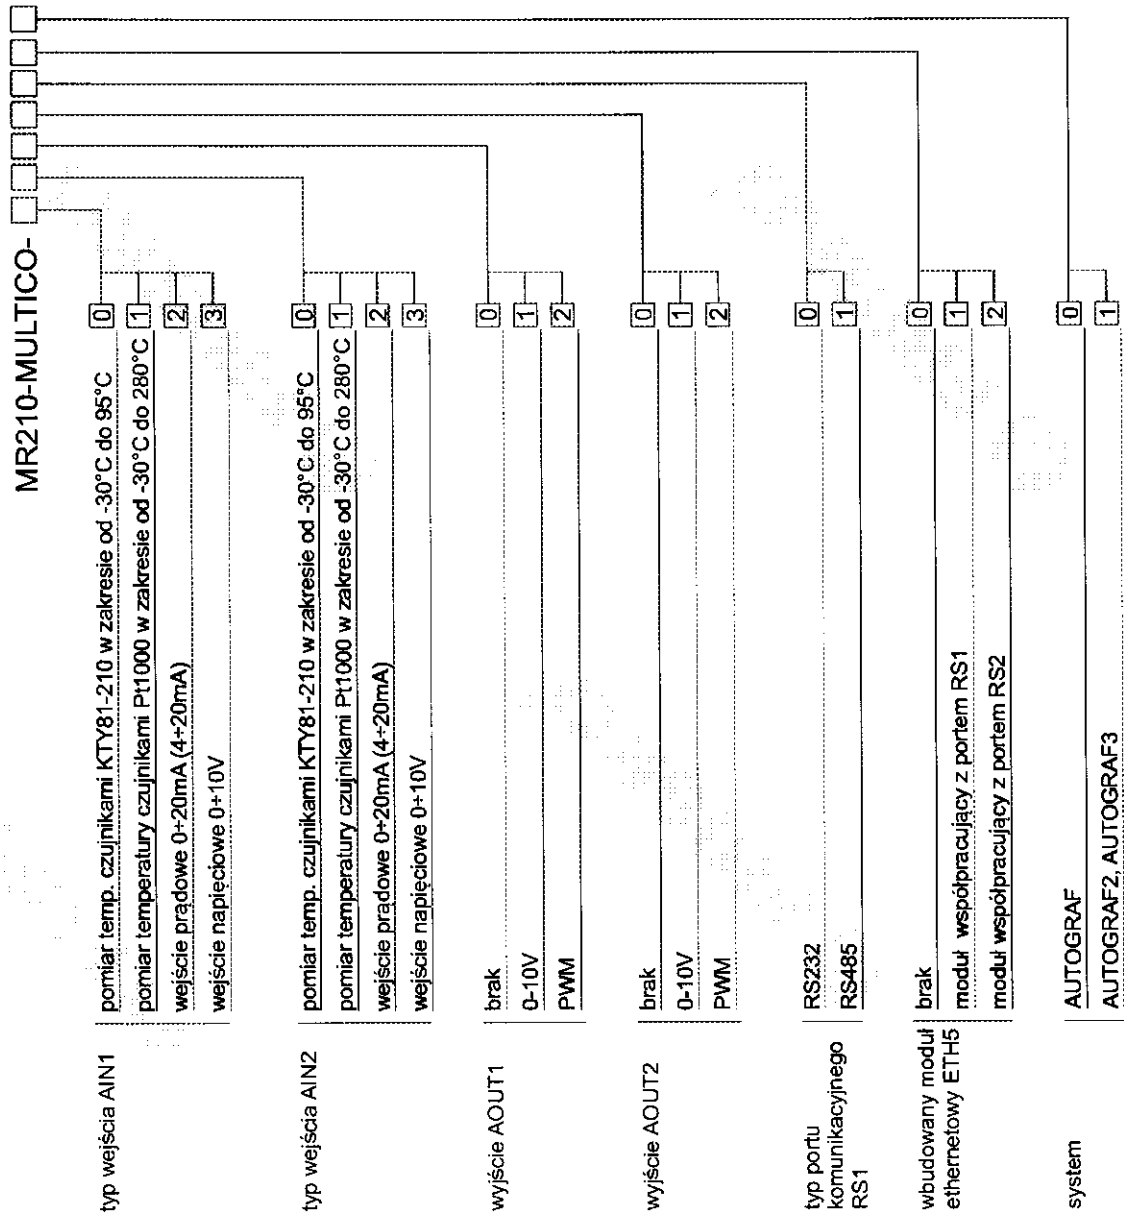 MR210-MULTICO-
typ wejścia AIN1
pomiar temp. czujnikami KTY81-210 w zakresie od -30°C do 95°C 0
pomiar temperatury czujnikami Pt1000 w zakresie od -30°C do 280°C 1
wejście prądowe 0÷20mA (4÷20mA) 2
wejście napięciowe 0÷10V 3
typ wejścia AIN2
pomiar temp. czujnikami KTY81-210 w zakresie od -30°C do 95°C 0
pomiar temperatury czujnikami Pt1000 w zakresie od -30°C do 280°C 1
wejście prądowe 0÷20mA (4÷20mA) 2
wejście napięciowe 0÷10V 3
wyjście AOUT1
brak 0
0-10V 1
PWM 2
wyjście AOUT2
brak 0
0-10V 1
PWM 2
typ portu
komunikacyjnego
RS1
RS232 0
RS485 1
wbudowany moduł
ethernetowy ETH5
brak 0
moduł współpracujący z portem RS1 1
moduł współpracujący z portem RS2 2
system
AUTOGRAF 0
AUTOGRAF2, AUTOGRAF3 1